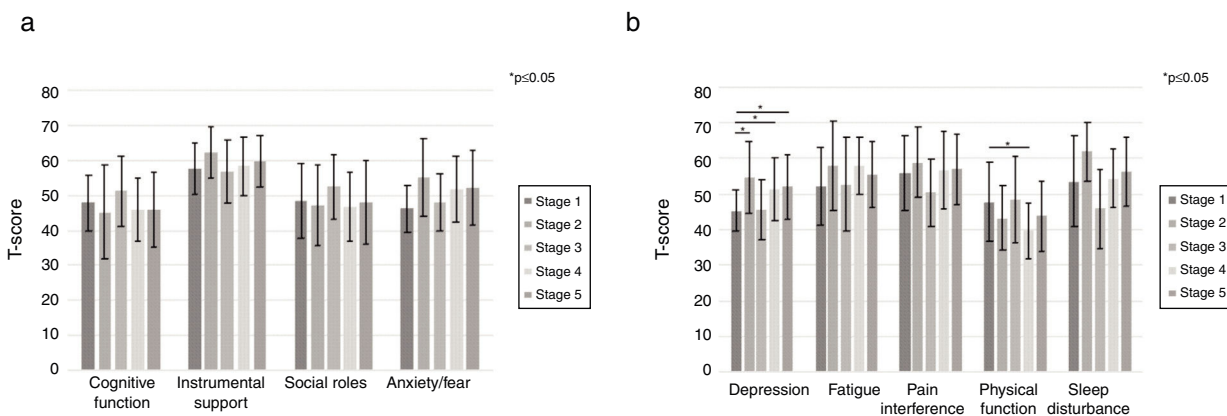 a
*p≤0.05
80
70
60
50
40
30
20
10
0
T-score
Cognitive function
Instrumental support
Social roles
Anxiety/fear
Stage 1
Stage 2
Stage 3
Stage 4
Stage 5
b
*p≤0.05
80
70
60
50
40
30
20
10
0
T-score
*
*
*
*
Depression
Fatigue
Pain interference
Physical function
Sleep disturbance
Stage 1
Stage 2
Stage 3
Stage 4
Stage 5